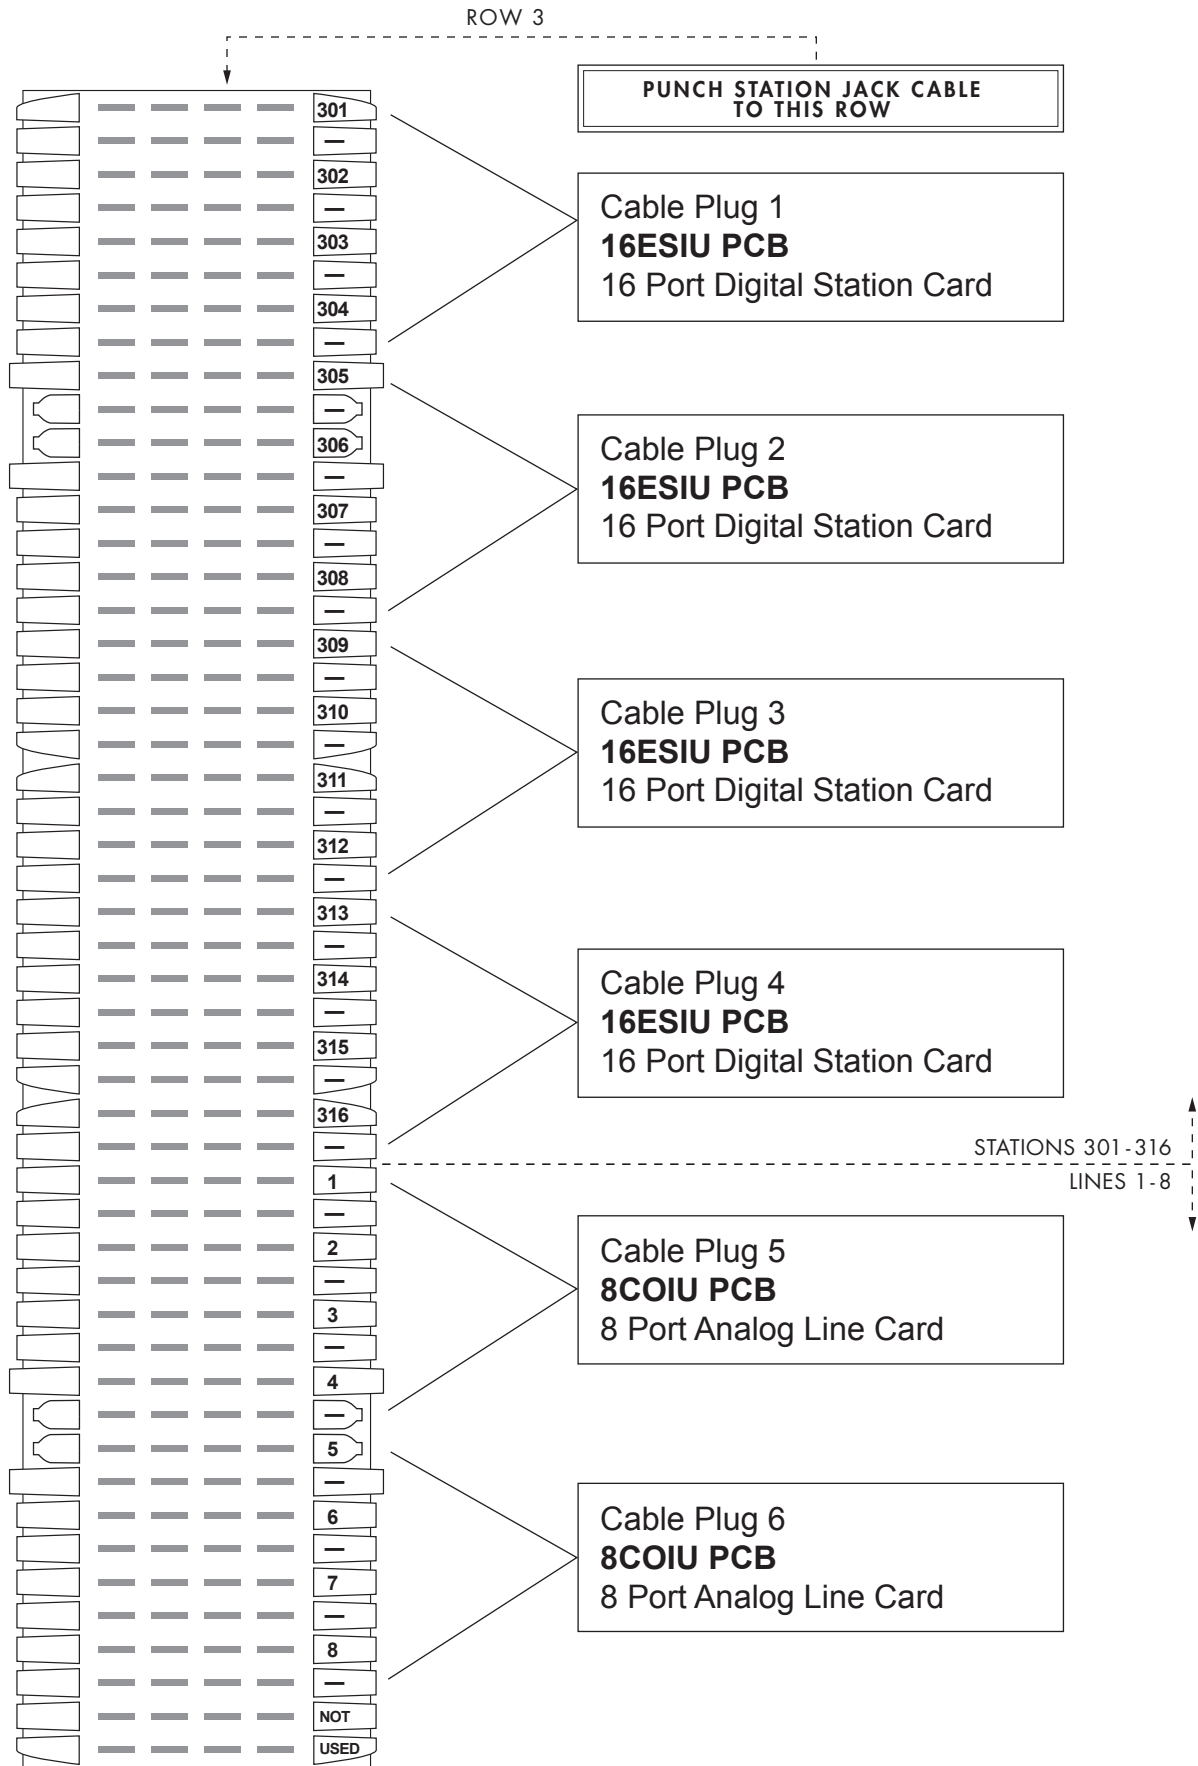 ROW 3
PUNCH STATION JACK CABLE
TO THIS ROW
301
—
302
—
303
—
304
—
Cable Plug 1
16ESIU PCB
16 Port Digital Station Card
305
—
306
—
307
—
308
—
Cable Plug 2
16ESIU PCB
16 Port Digital Station Card
309
—
310
—
311
—
312
—
Cable Plug 3
16ESIU PCB
16 Port Digital Station Card
313
—
314
—
315
—
316
—
Cable Plug 4
16ESIU PCB
16 Port Digital Station Card
STATIONS 301-316
LINES 1-8
1
—
2
—
3
—
4
—
Cable Plug 5
8COIU PCB
8 Port Analog Line Card
5
—
6
—
7
—
8
—
Cable Plug 6
8COIU PCB
8 Port Analog Line Card
NOT
USED